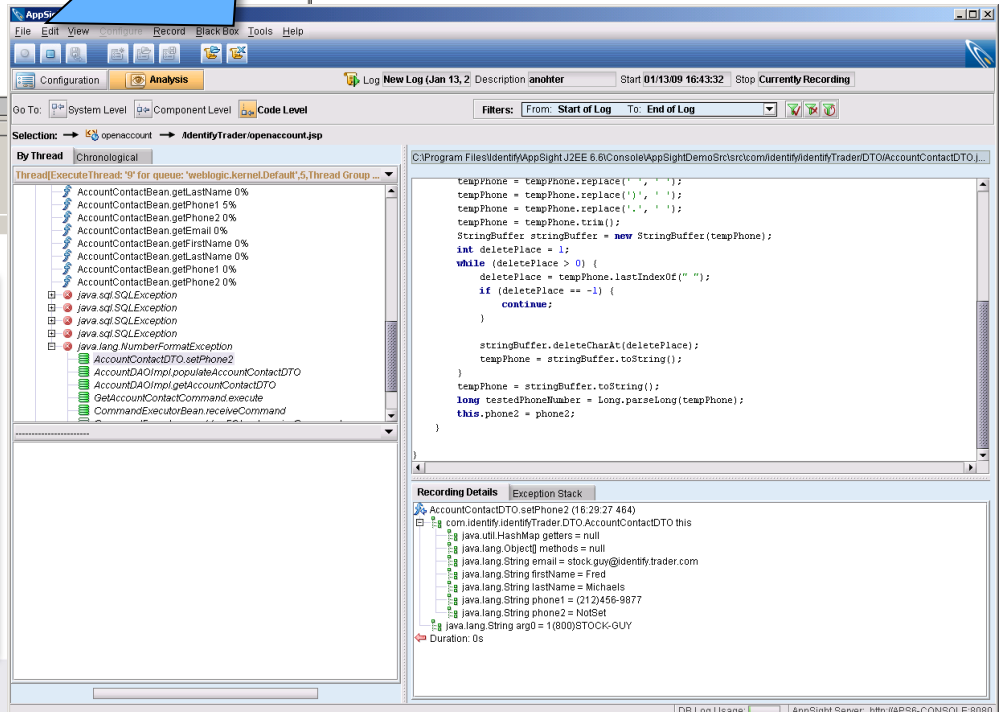 AppSi
File Edit View Configure Record Black Box Tools Help
Configuration Analysis Log New Log (Jan 13, 2 Description anohter Start 01/13/09 16:43:32 Stop Currently Recording
Go To: System Level Component Level Code Level Filters: From: Start of Log To: End of Log
Selection: openaccount /IdentifyTrader/openaccount.jsp
By Thread Chronological
Thread[ExecuteThread: '9' for queue: 'weblogic.kernel.Default',5,Thread Group ...
AccountContactBean.getLastName 0%
AccountContactBean.getPhone1 5%
AccountContactBean.getPhone2 0%
AccountContactBean.getEmail 0%
AccountContactBean.getFirstName 0%
AccountContactBean.getLastName 0%
AccountContactBean.getPhone1 0%
AccountContactBean.getPhone2 0%
java.sql.SQLException
java.sql.SQLException
java.sql.SQLException
java.sql.SQLException
java.lang.NumberFormatException
AccountContactDTO.setPhone2
AccountDAOImpl.populateAccountContactDTO
AccountDAOImpl.getAccountContactDTO
GetAccountContactCommand.execute
CommandExecutorBean.receiveCommand
-----------------------
C:\Program Files\Identify\AppSight J2EE 6.6\Console\AppSightDemoSrc\src\com\identify\identifyTrader\DTO\AccountContactDTO.j...
tempPhone = tempPhone.replace('(', ' ');
tempPhone = tempPhone.replace(')', ' ');
tempPhone = tempPhone.replace('.', ' ');
tempPhone = tempPhone.trim();
StringBuffer stringBuffer = new StringBuffer(tempPhone);
int deletePlace = 1;
while (deletePlace > 0) {
deletePlace = tempPhone.lastIndexOf(" ");
if (deletePlace == -1) {
continue;
}
stringBuffer.deleteCharAt(deletePlace);
tempPhone = stringBuffer.toString();
}
tempPhone = stringBuffer.toString();
long testedPhoneNumber = Long.parseLong(tempPhone);
this.phone2 = phone2;
}
}
Recording Details Exception Stack
AccountContactDTO.setPhone2 (16:29:27 464)
com.identify.identifyTrader.DTO.AccountContactDTO this
java.util.HashMap getters = null
java.lang.Object[] methods = null
java.lang.String email = stock.guy@identify.trader.com
java.lang.String firstName = Fred
java.lang.String lastName = Michaels
java.lang.String phone1 = (212)456-9877
java.lang.String phone2 = NotSet
java.lang.String arg0 = 1(800)STOCK-GUY
Duration: 0s
DB Log Usage: AppSight Server: http://APS6-CONSOLE:8080